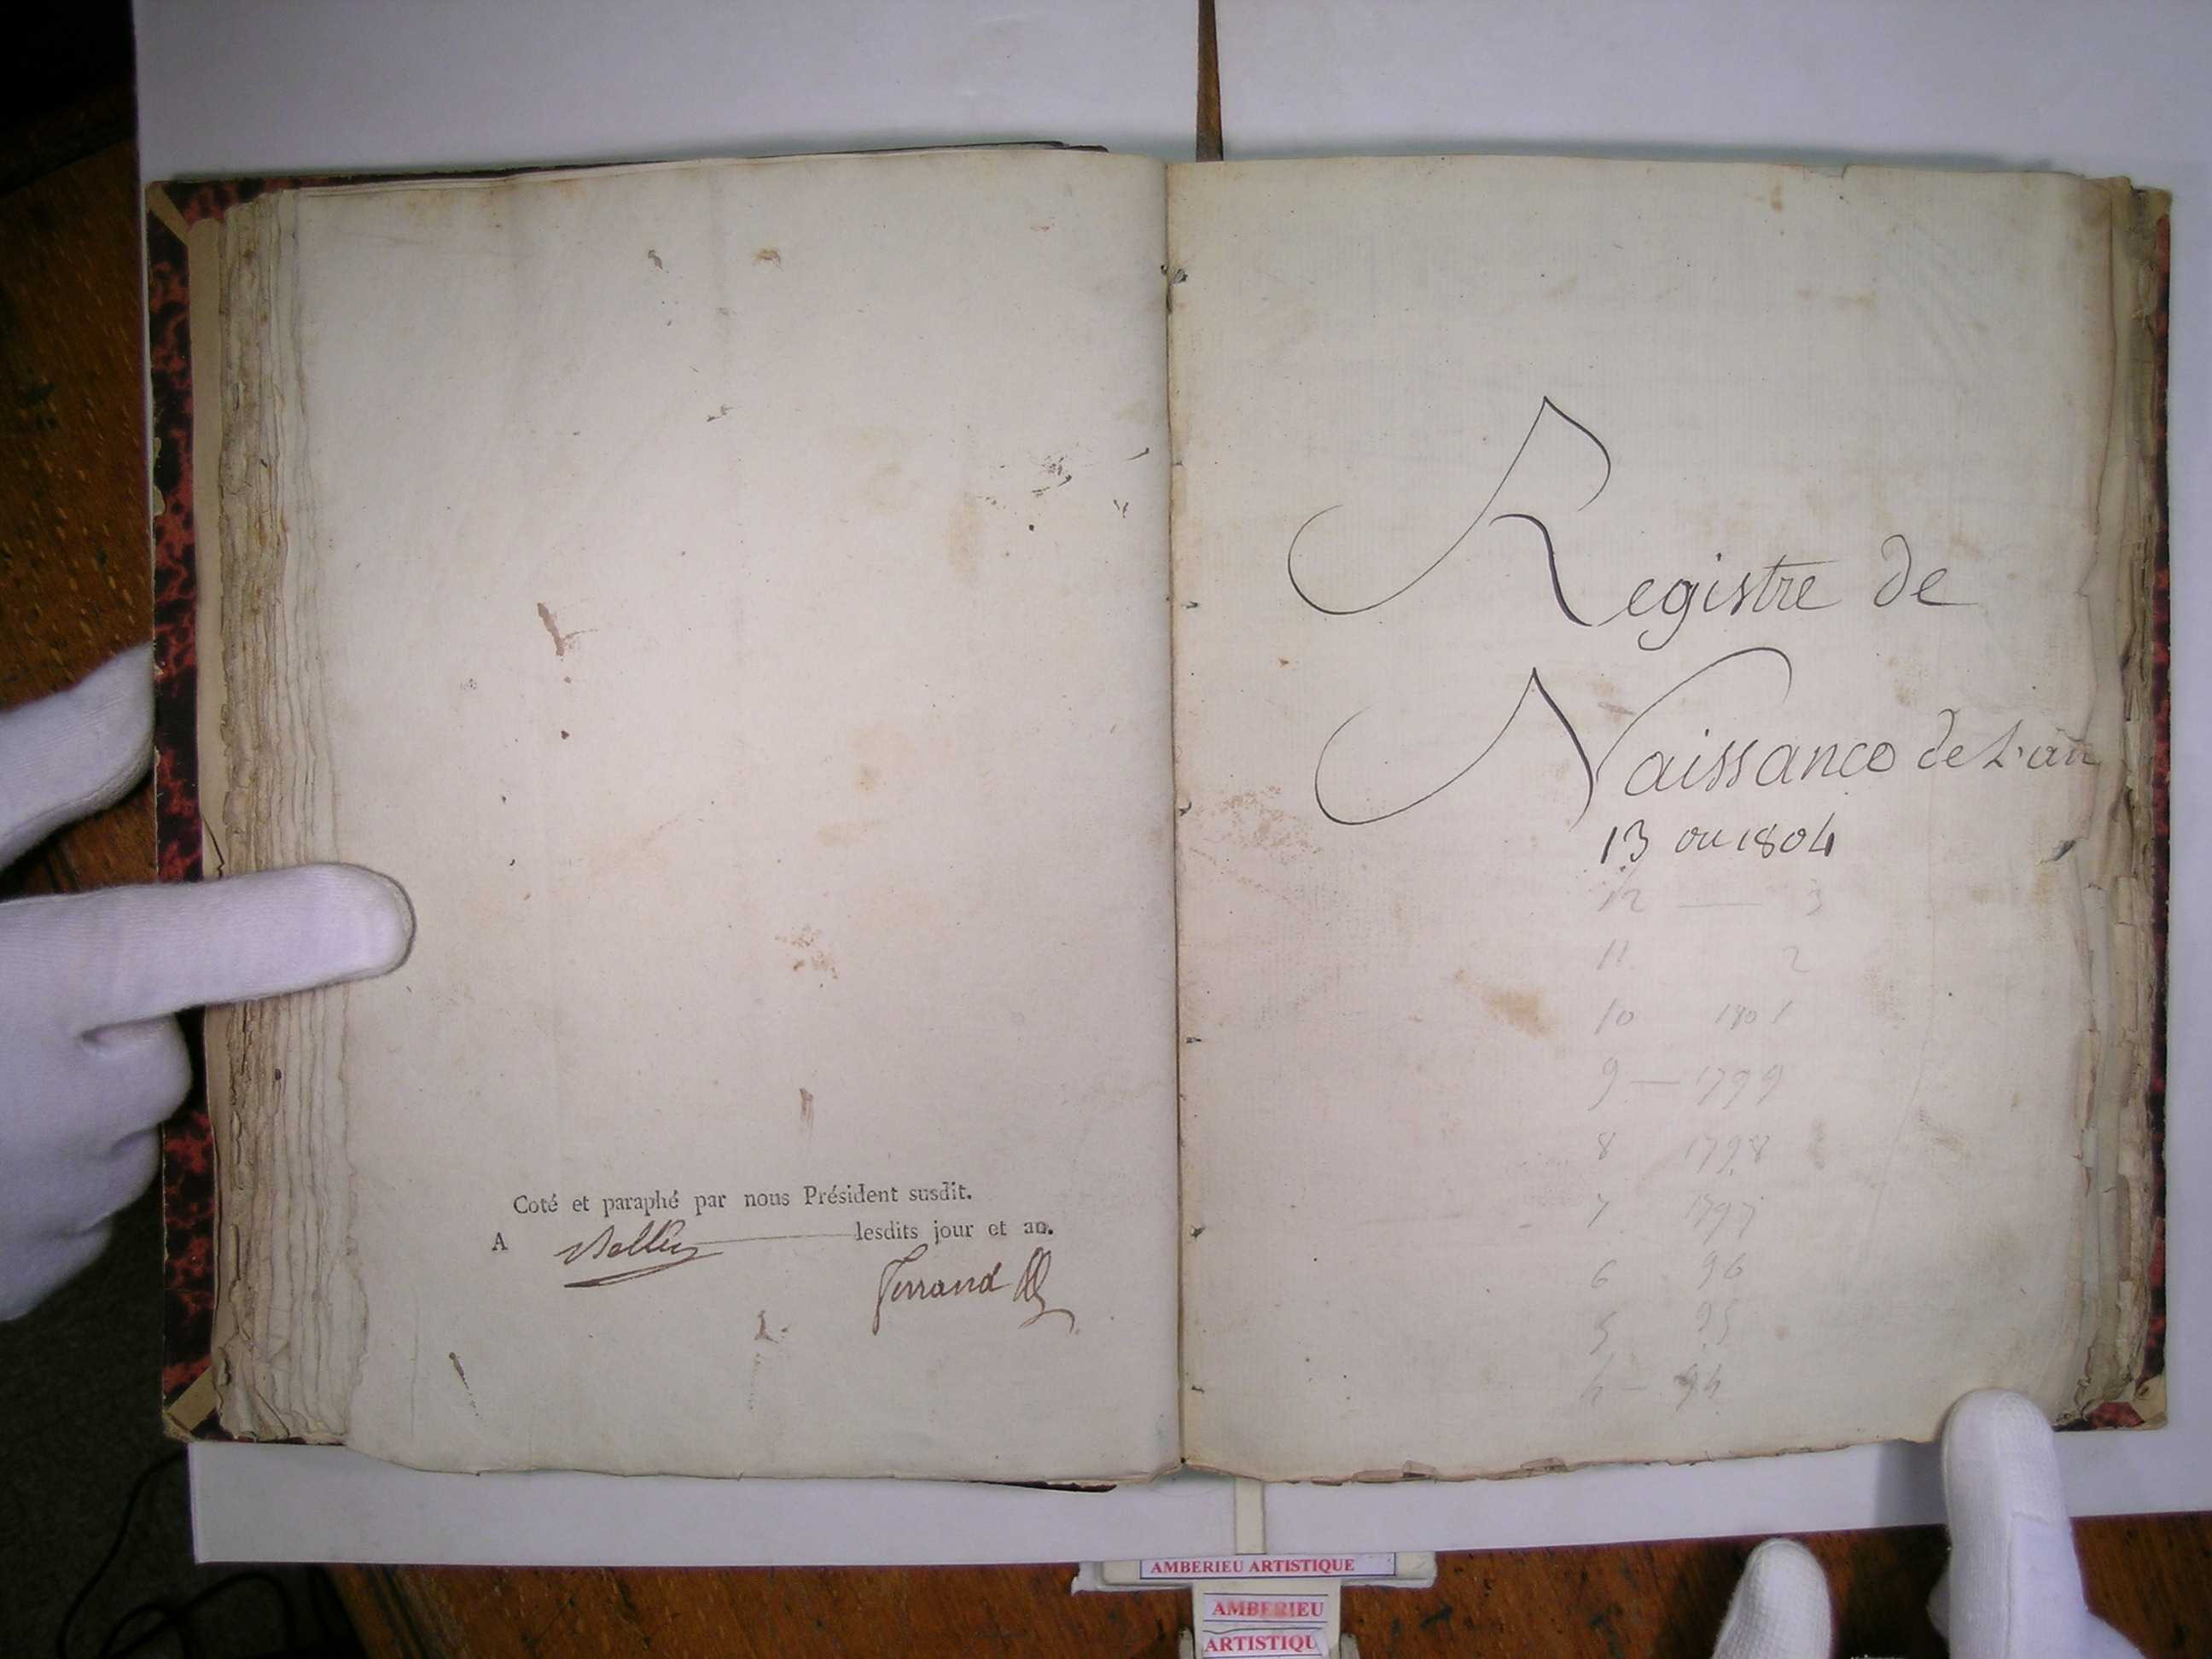 Coté et paraphé par nous Président susdit.
A Belley lesdits jour et an.
Ferrand
Registre de
Naissance de L'an
13 ou 1804
12 — 3
11 2
10 1801
9 — 1799
8 1798
7 1797
6 96
5 95
4 — 94
AMBERIEU ARTISTIQUE
AMBERIEU
ARTISTIQU